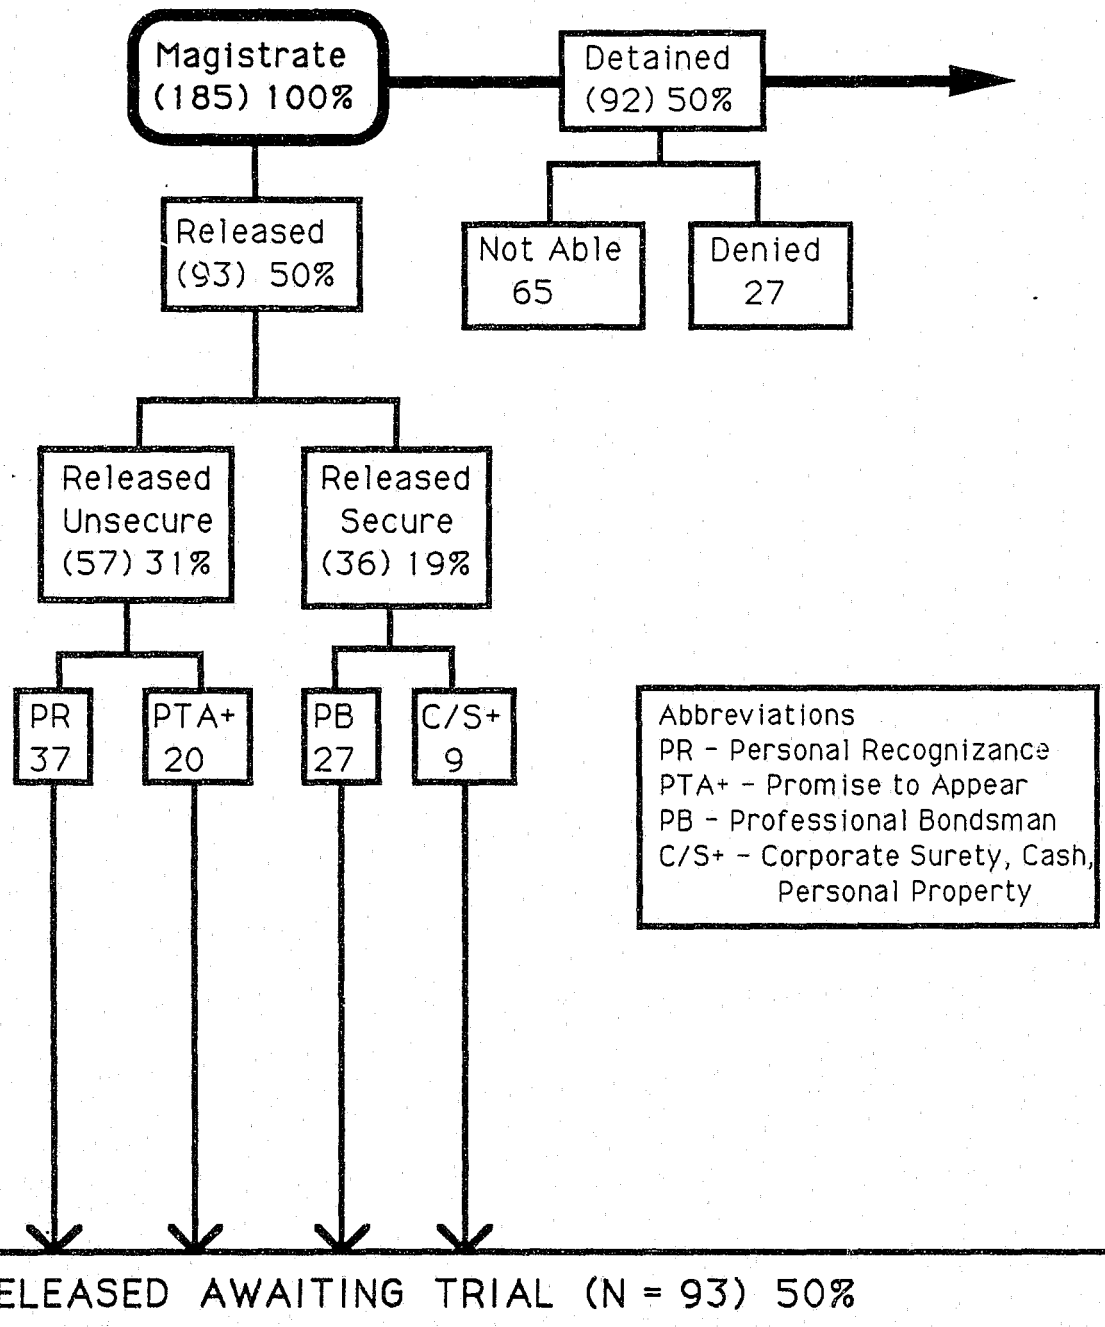 Magistrate
(185) 100%
Detained
(92) 50%
Released
(93) 50%
Not Able
65
Denied
27
Released
Unsecure
(57) 31%
Released
Secure
(36) 19%
PR
37
PTA+
20
PB
27
C/S+
9
Abbreviations
PR - Personal Recognizance
PTA+ - Promise to Appear
PB - Professional Bondsman
C/S+ - Corporate Surety, Cash,
Personal Property
ELEASED AWAITING TRIAL (N = 93) 50%